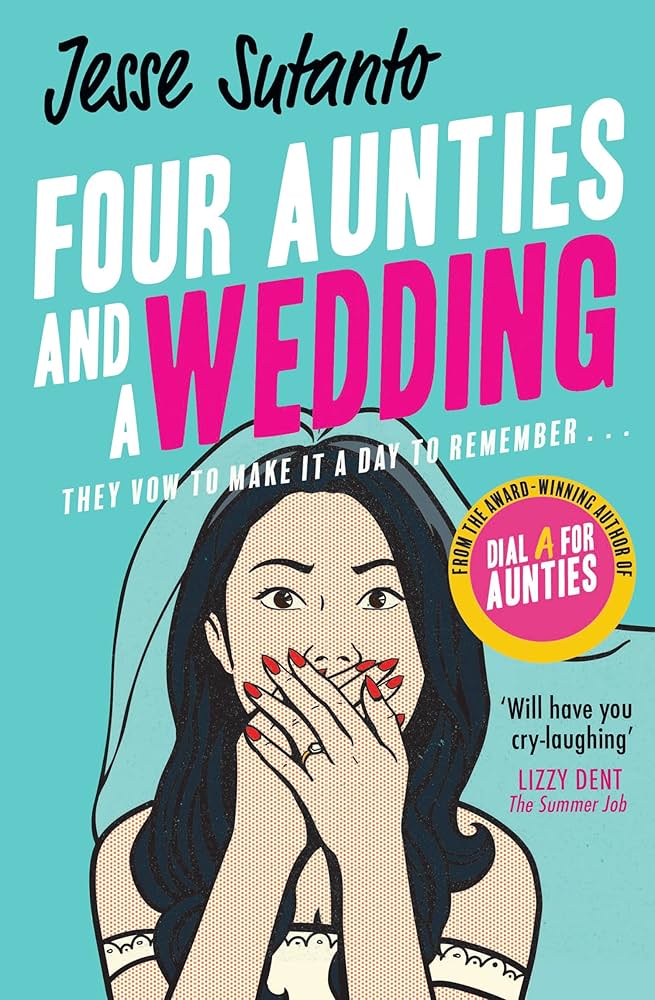 Jesse Sutanto
FOUR AUNTIES
AND A WEDDING
THEY VOW TO MAKE IT A DAY TO REMEMBER . . .
FROM THE AWARD-WINNING AUTHOR OF
DIAL A FOR
AUNTIES
‘Will have you
cry-laughing’
LIZZY DENT
The Summer Job